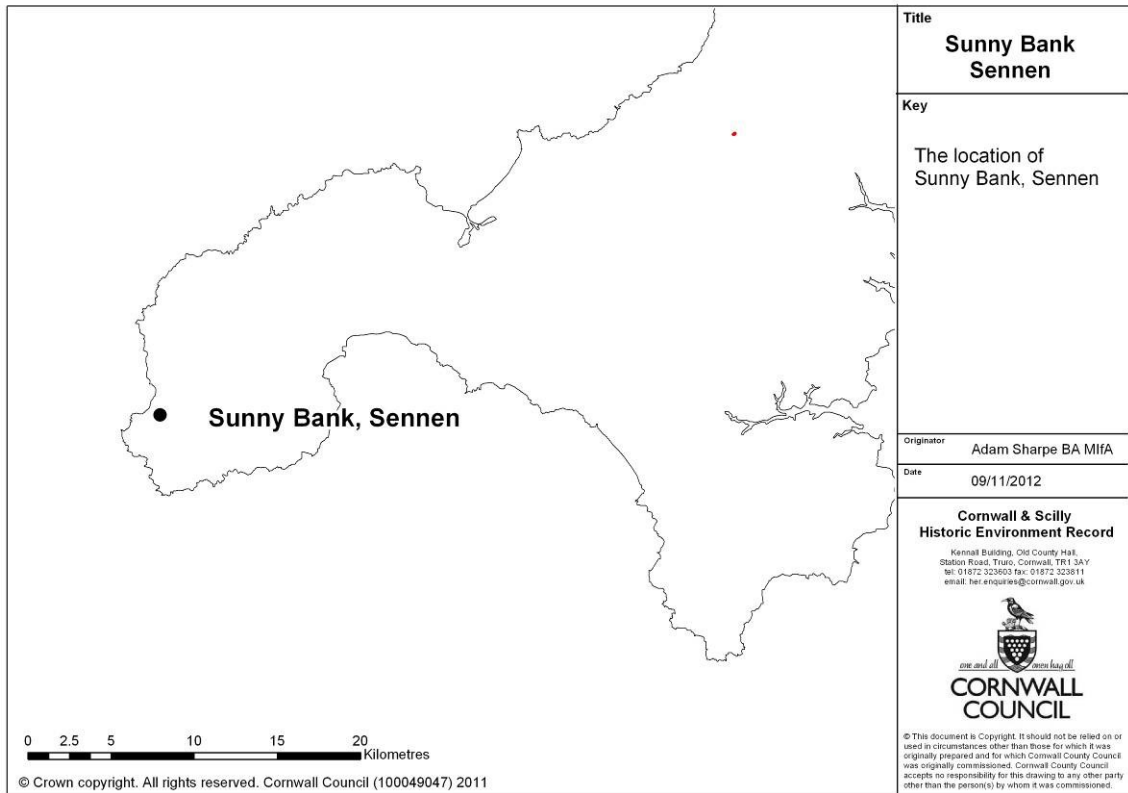 Sunny Bank, Sennen
0 2.5 5 10 15 20
Kilometres
© Crown copyright. All rights reserved. Cornwall Council (100049047) 2011
Title
Sunny Bank
Sennen
Key
The location of
Sunny Bank, Sennen
Originator
Adam Sharpe BA MIfA
Date
09/11/2012
Cornwall & Scilly
Historic Environment Record
Kennall Building, Old County Hall,
Station Road, Truro, Cornwall, TR1 3AY
tel: 01872 323603 fax: 01872 323811
email: her.enquiries@cornwall.gov.uk
one and all onen hag oll
CORNWALL
COUNCIL
© This document is Copyright. It should not be relied on or
used in circumstances other than those for which it was
originally prepared and for which Cornwall County Council
was originally commissioned. Cornwall County Council
accepts no responsibility for this drawing to any other party
other than the person(s) by whom it was commissioned.